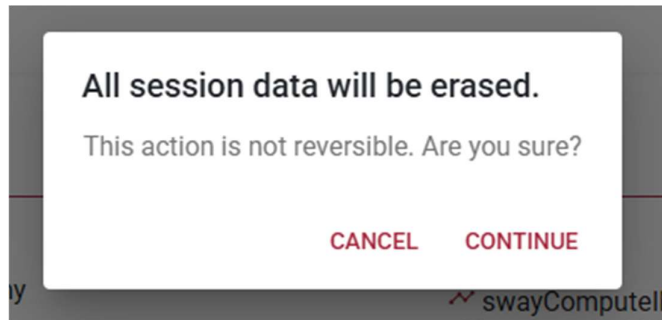 All session data will be erased.
This action is not reversible. Are you sure?
CANCEL CONTINUE